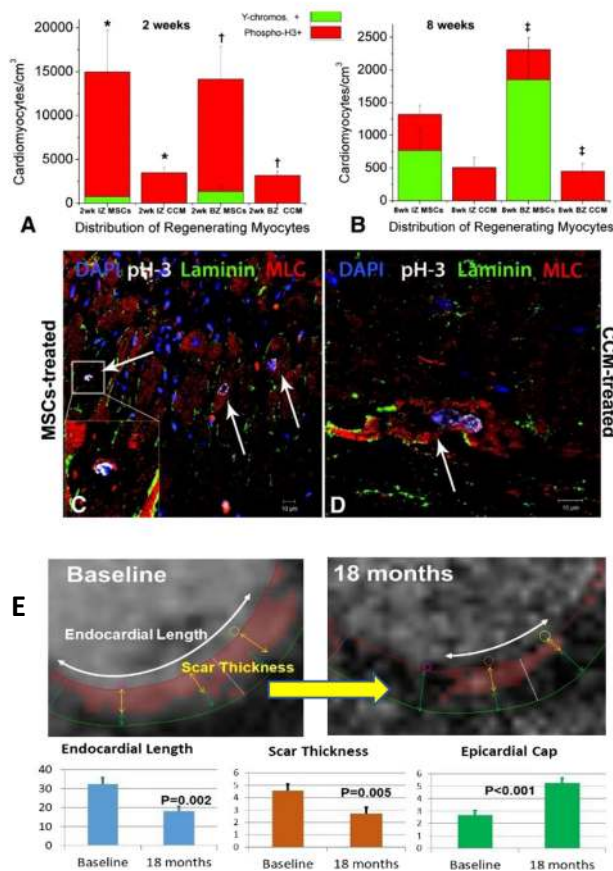 2 weeks
Y-chromos. +
Phospho-H3+
8 weeks
Cardiomyocytes/cm³
15000
10000
5000
0
*
*
†
†
2wk IZ MSCs
2wk IZ CCM
2wk BZ MSCs
2wk BZ CCM
A
Distribution of Regenerating Myocytes
Cardiomyocytes/cm³
2500
2000
1500
1000
500
0
‡
‡
8wk IZ MSCs
8wk IZ CCM
8wk BZ MSCs
8wk BZ CCM
B
Distribution of Regenerating Myocytes
MSCs-treated
DAPI pH-3 Laminin MLC
C
10 µm
DAPI pH-3 Laminin MLC
D
10 µm
CCM-treated
E
Baseline
Endocardial Length
Scar Thickness
18 months
Endocardial Length
40
30
20
10
0
P=0.002
Baseline
18 months
Scar Thickness
6
5
4
3
2
1
0
P=0.005
Baseline
18 months
Epicardial Cap
6
5
4
3
2
1
0
P<0.001
Baseline
18 months